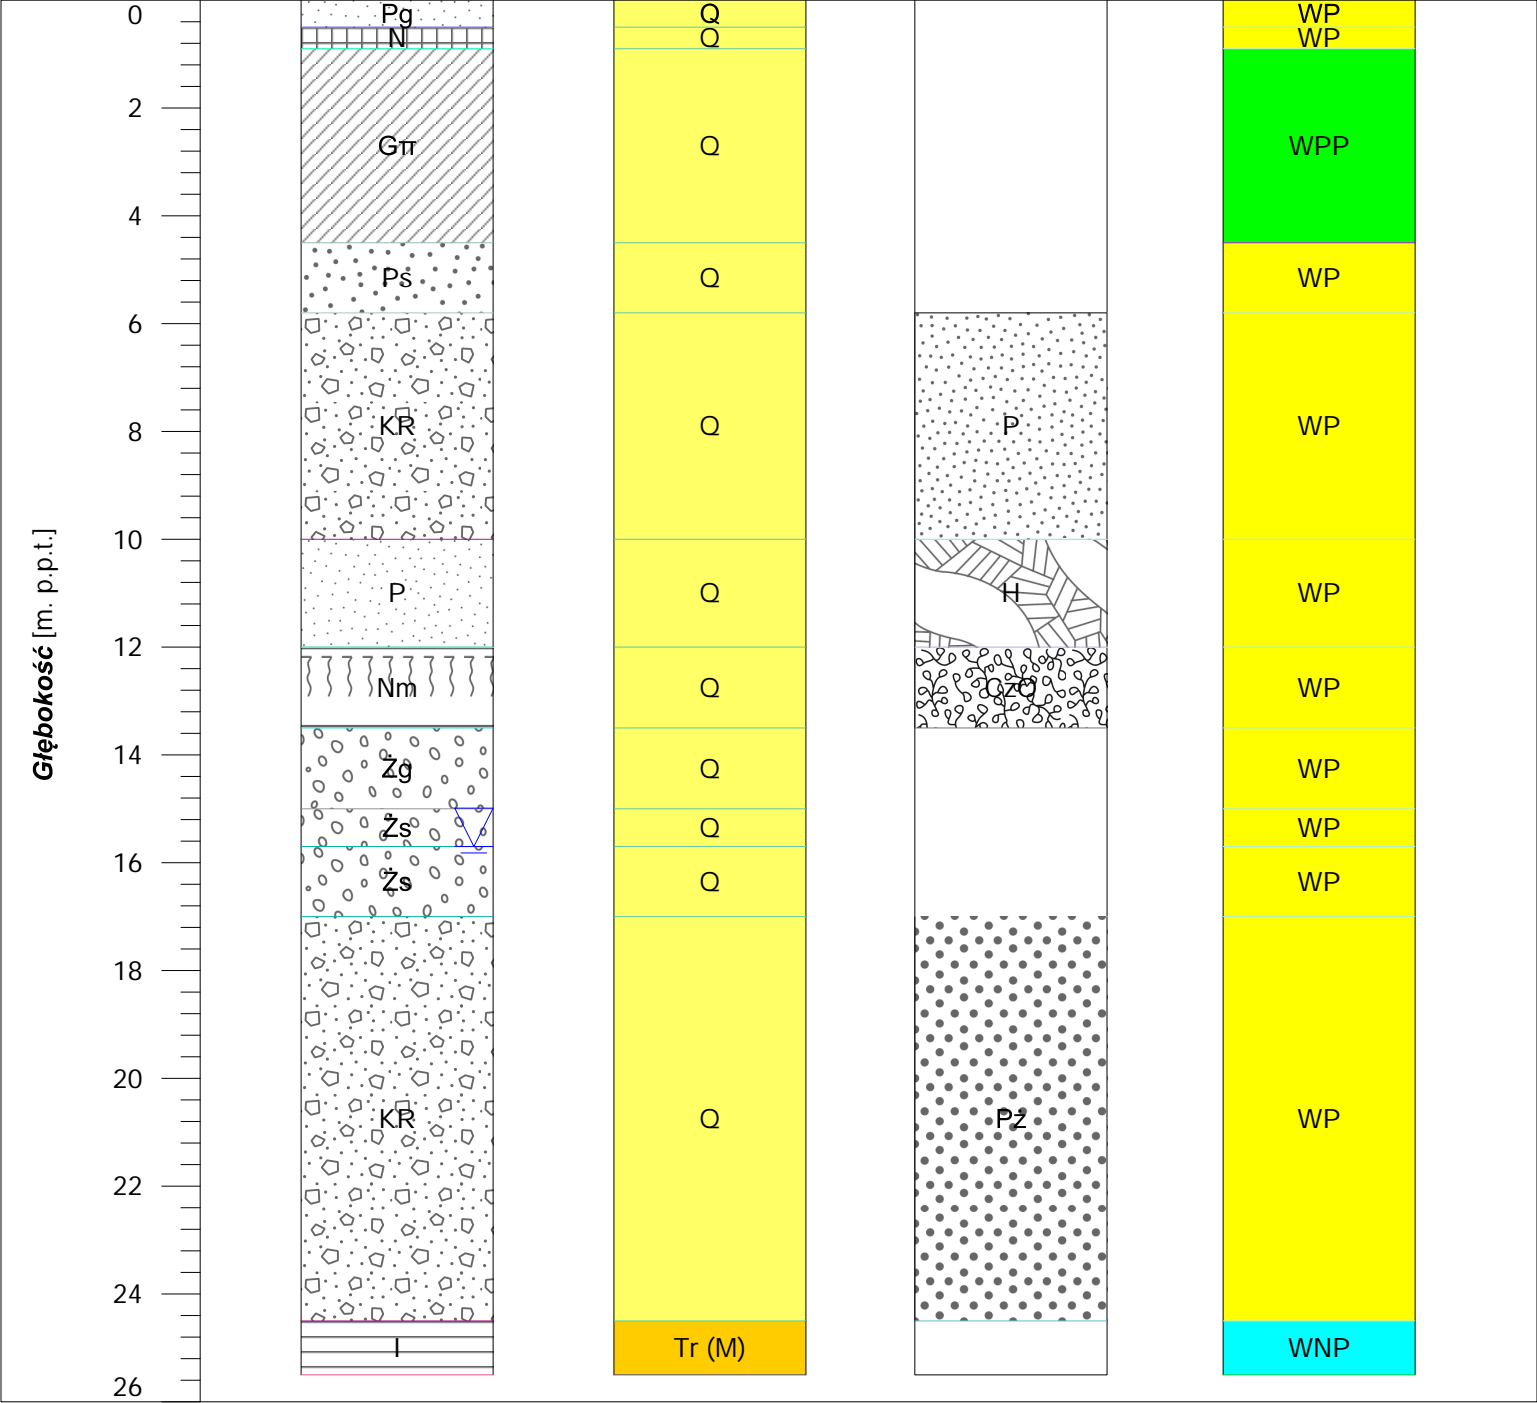 0 Pg Q WP
N Q WP
2
Gπ Q WPP
4
Ps Q WP
6
8 KR Q P WP
10
P Q H WP
12
Nm Q CzO WP
14
Żg Q WP
Żs Q WP
16
Żs Q WP
18
20
KR Q Pż WP
22
24
I Tr (M) WNP
26
Głębokość [m. p.p.t.]